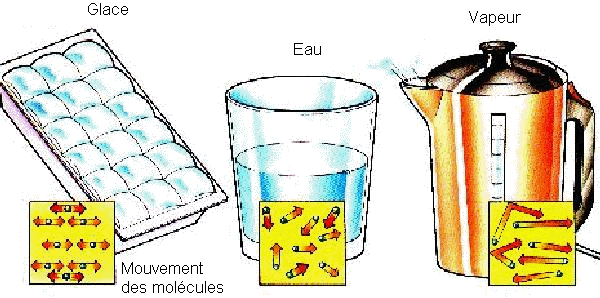 Glace
Eau
Vapeur
Mouvement
des molécules